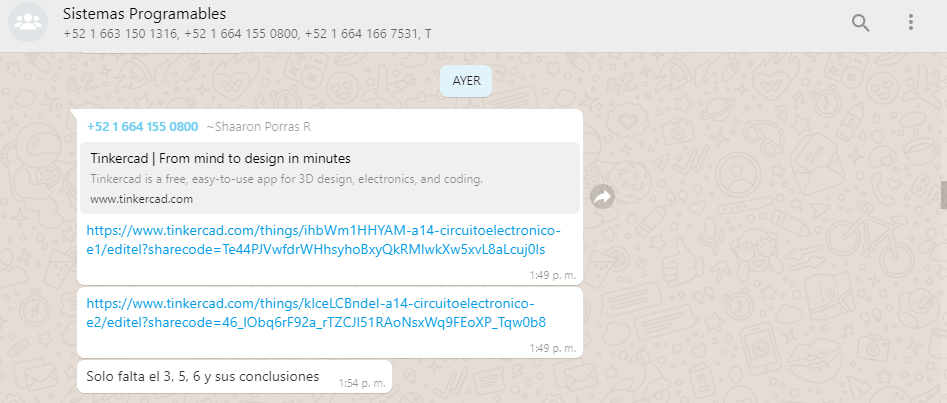 Sistemas Programables
+52 1 663 150 1316, +52 1 664 155 0800, +52 1 664 166 7531, T
AYER
+52 1 664 155 0800 ~Shaaron Porras R
Tinkercad | From mind to design in minutes
Tinkercad is a free, easy-to-use app for 3D design, electronics, and coding.
www.tinkercad.com
https://www.tinkercad.com/things/ihbWm1HHYAM-a14-circuitoelectronico-
e1/editel?sharecode=Te44PJVwfdrWHhsyhoBxyQkRMlwkXw5xvL8aLcuj0Is
1:49 p. m.
https://www.tinkercad.com/things/kIceLCBndeI-a14-circuitoelectronico-
e2/editel?sharecode=46_lObq6rF92a_rTZCJI51RAoNsxWq9FEoXP_Tqw0b8
1:49 p. m.
Solo falta el 3, 5, 6 y sus conclusiones
1:54 p. m.